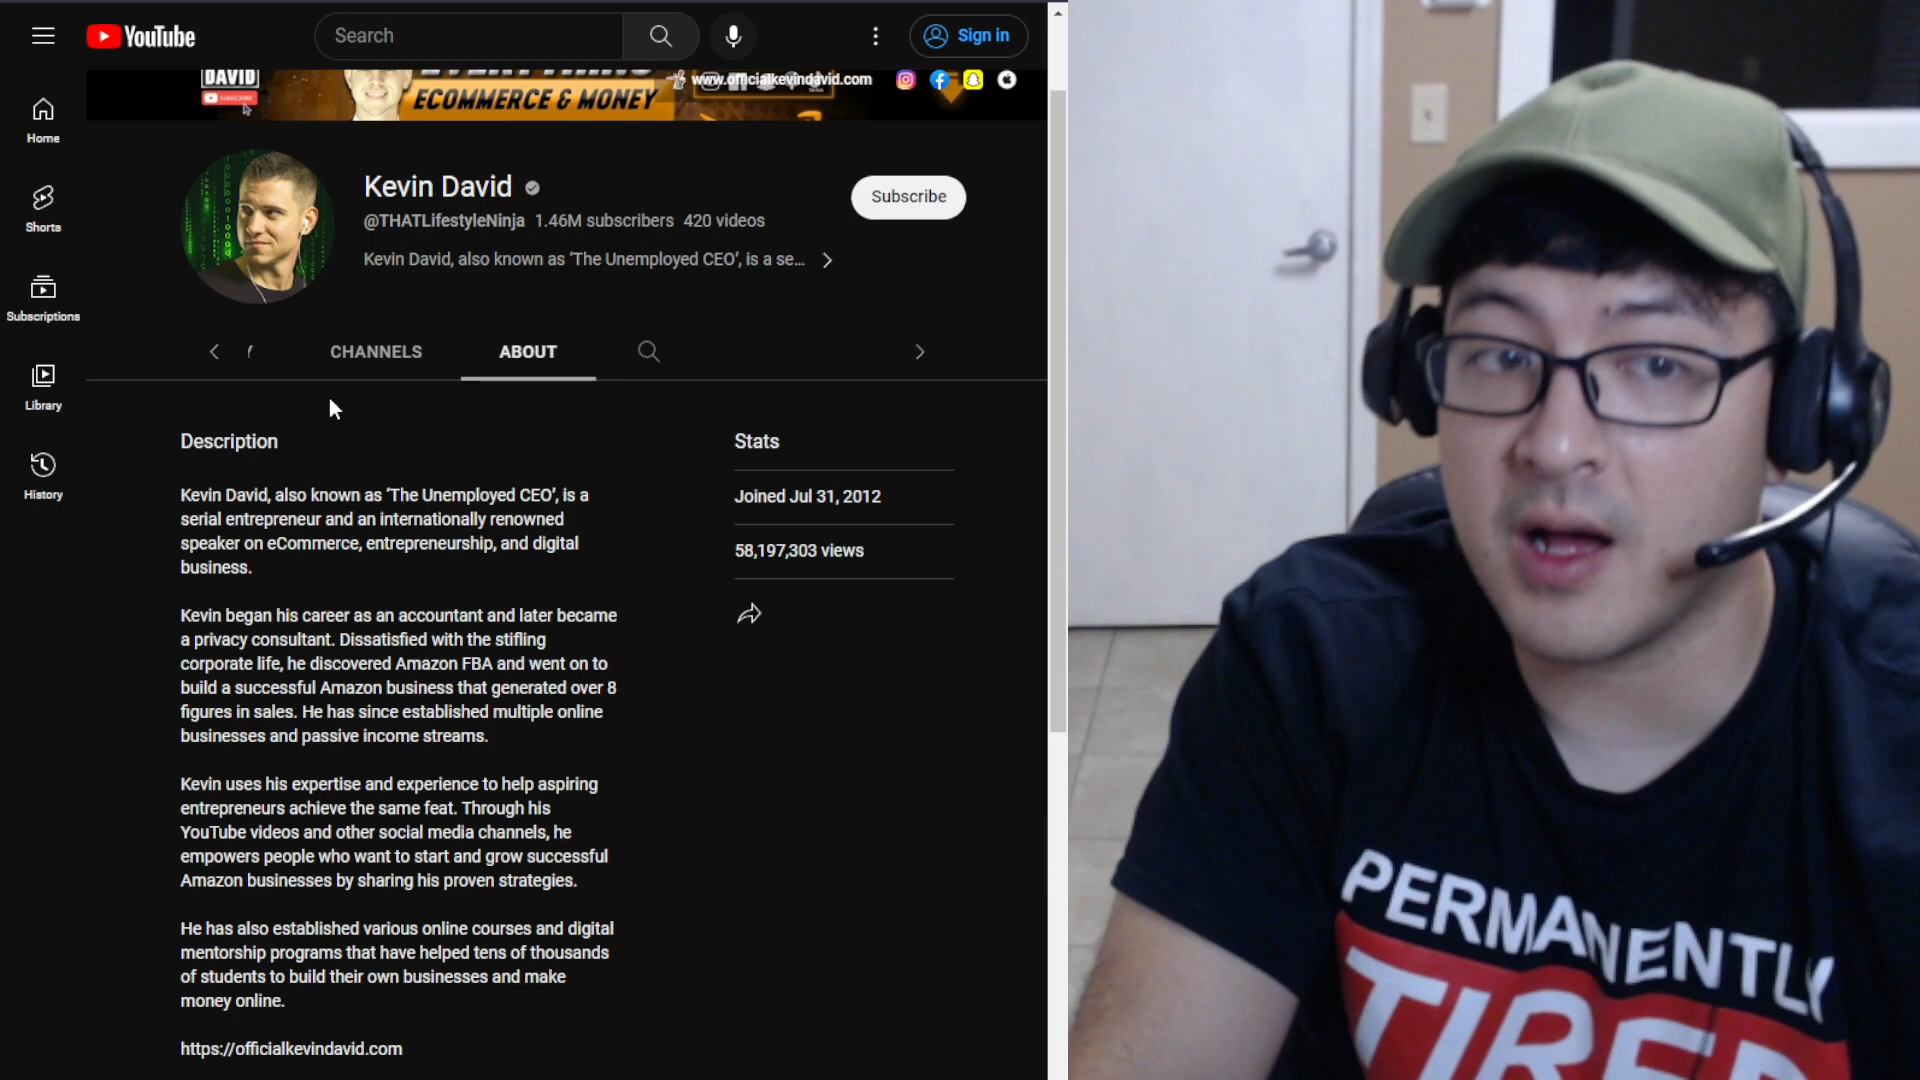 YouTube
Search
Sign in
DAVID
ECOMMERCE & MONEY
www.officialkevindavid.com
Home
Shorts
Subscriptions
Library
History
Kevin David
@THATLifestyleNinja 1.46M subscribers 420 videos
Kevin David, also known as ‘The Unemployed CEO’, is a se...
Subscribe
CHANNELS
ABOUT
Description
Kevin David, also known as ‘The Unemployed CEO’, is a
serial entrepreneur and an internationally renowned
speaker on eCommerce, entrepreneurship, and digital
business.
Kevin began his career as an accountant and later became
a privacy consultant. Dissatisfied with the stifling
corporate life, he discovered Amazon FBA and went on to
build a successful Amazon business that generated over 8
figures in sales. He has since established multiple online
businesses and passive income streams.
Kevin uses his expertise and experience to help aspiring
entrepreneurs achieve the same feat. Through his
YouTube videos and other social media channels, he
empowers people who want to start and grow successful
Amazon businesses by sharing his proven strategies.
He has also established various online courses and digital
mentorship programs that have helped tens of thousands
of students to build their own businesses and make
money online.
https://officialkevindavid.com
Stats
Joined Jul 31, 2012
58,197,303 views
PERMANENTLY
TIRED